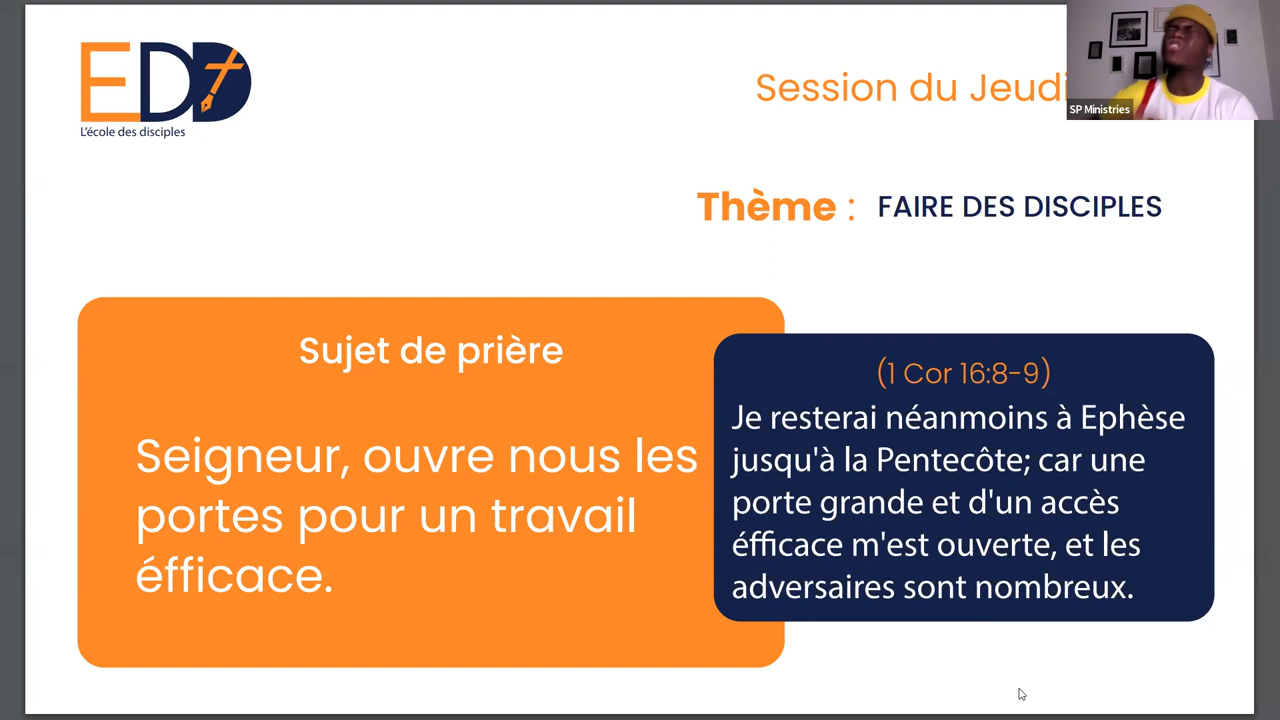 EDD
L'école des disciples
Session du Jeudi
SP Ministries
Thème : FAIRE DES DISCIPLES
Sujet de prière
Seigneur, ouvre nous les
portes pour un travail
éfficace.
(1 Cor 16:8-9)
Je resterai néanmoins à Ephèse
jusqu'à la Pentecôte; car une
porte grande et d'un accès
éfficace m'est ouverte, et les
adversaires sont nombreux.